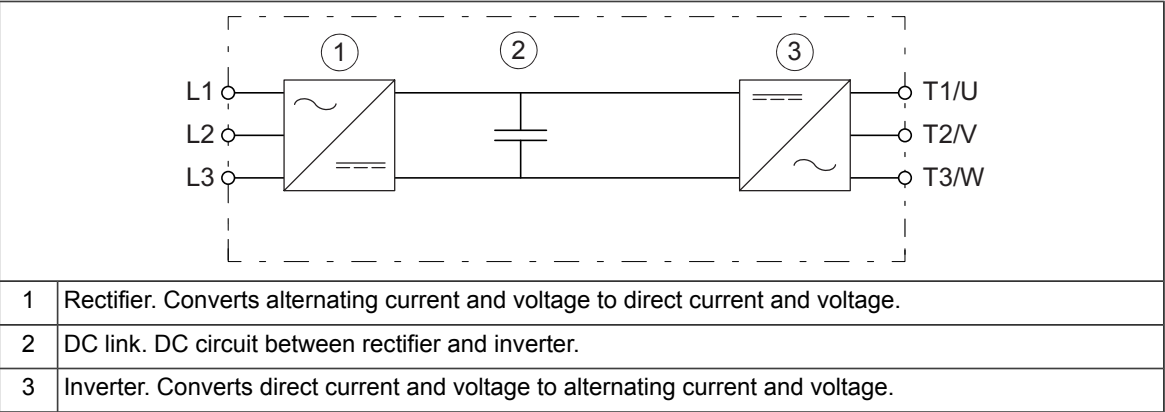 1 2 3
L1 T1/U
L2 T2/V
L3 T3/W
1 Rectifier. Converts alternating current and voltage to direct current and voltage.
2 DC link. DC circuit between rectifier and inverter.
3 Inverter. Converts direct current and voltage to alternating current and voltage.